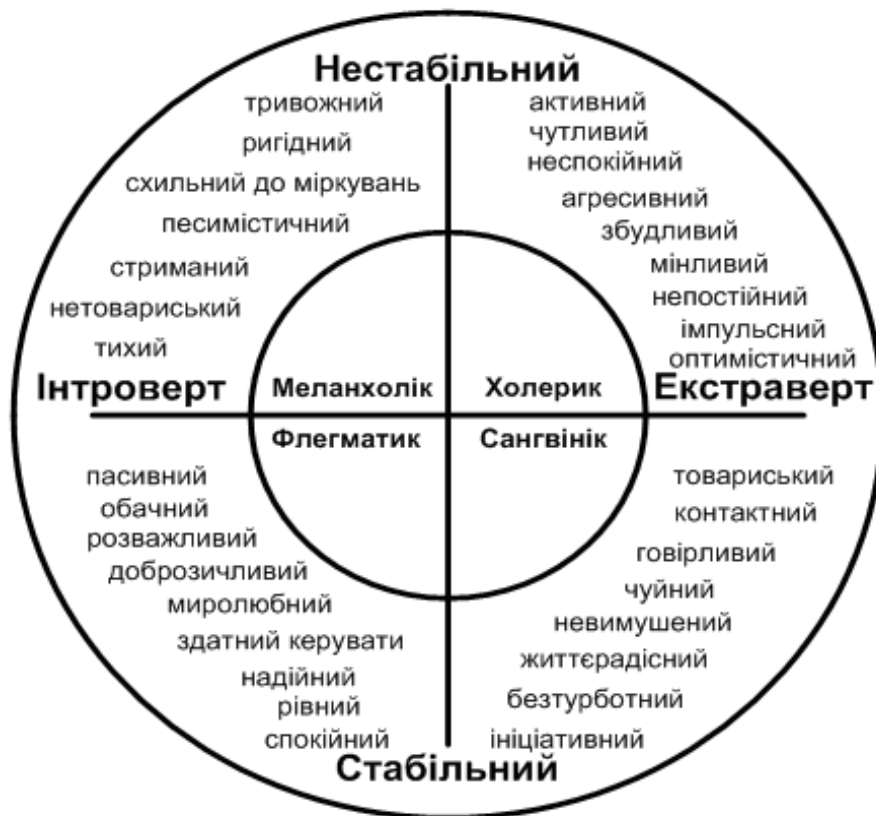 Нестабільний
тривожний
ригідний
схильний до міркувань
песимістичний
стриманий
нетовариський
тихий
активний
чутливий
неспокійний
агресивний
збудливий
мінливий
непостійний
імпульсний
оптимістичний
Інтроверт
Меланхолік
Холерик
Екстраверт
Флегматик
Сангвінік
пасивний
обачний
розважливий
доброзичливий
миролюбний
здатний керувати
надійний
рівний
спокійний
товариський
контактний
говірливий
чуйний
невимушений
життєрадісний
безтурботний
ініціативний
Стабільний